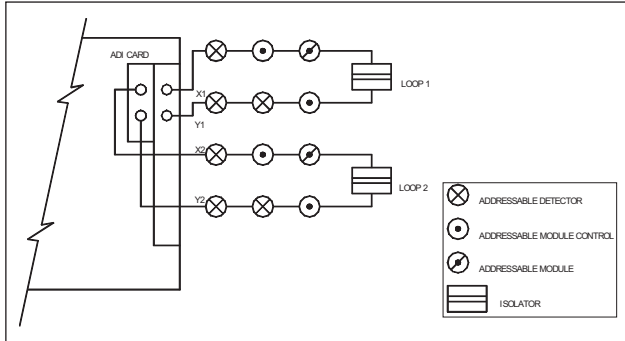 ADI CARD
X1
LOOP 1
Y1
X2
LOOP 2
Y2
ADDRESSABLE DETECTOR
ADDRESSABLE MODULE CONTROL
ADDRESSABLE MODULE
ISOLATOR